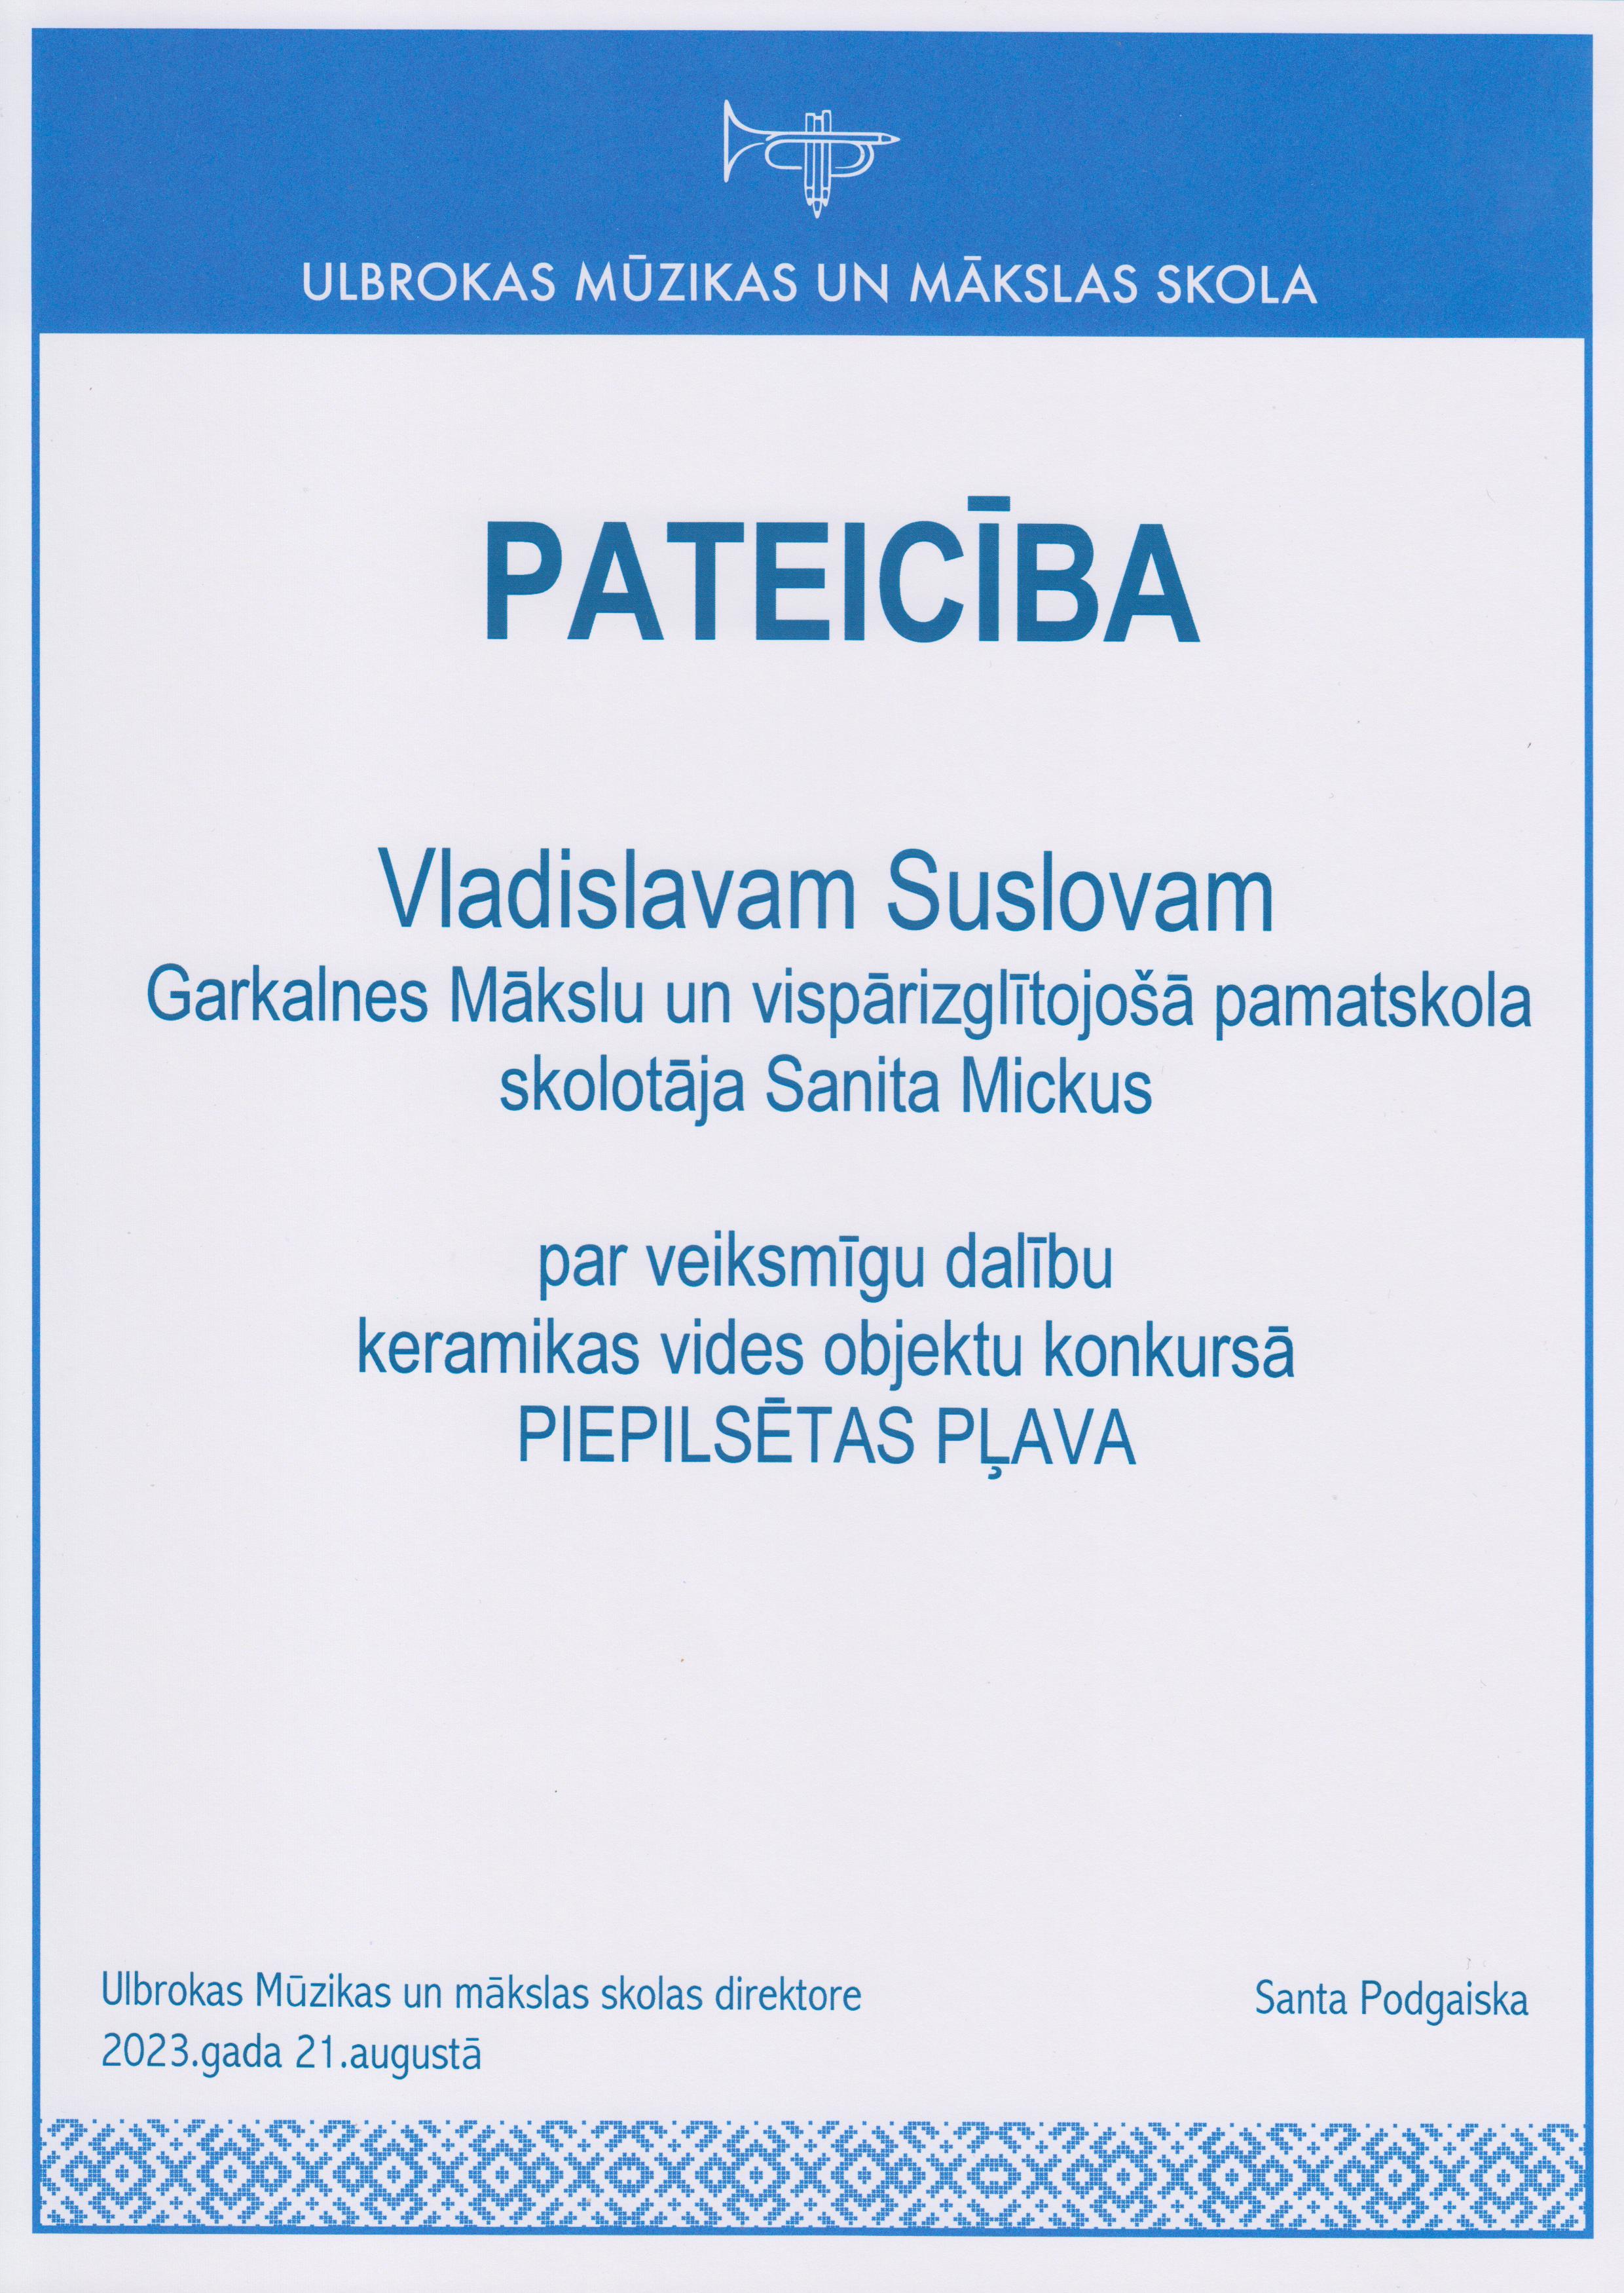 ULBROKAS MŪZIKAS UN MĀKSLAS SKOLA
PATEICĪBA
Vladislavam Suslovam
Garkalnes Mākslu un vispārizglītojošā pamatskola
skolotāja Sanita Mickus
par veiksmīgu dalību
keramikas vides objektu konkursā
PIEPILSĒTAS PĻAVA
Ulbrokas Mūzikas un mākslas skolas direktore
Santa Podgaiska
2023.gada 21.augustā